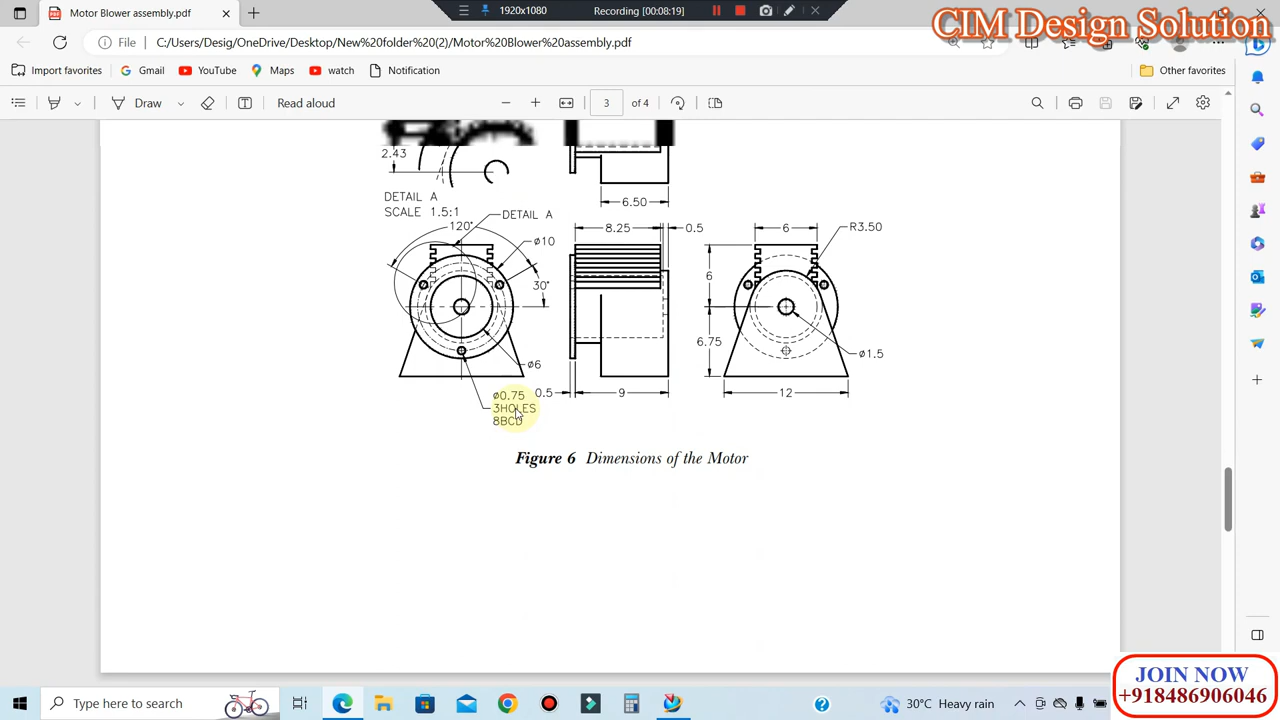 Motor Blower assembly.pdf
1920x1080
Recording [00:08:19]
CIM Design Solution
File
C:/Users/Desig/OneDrive/Desktop/New%20folder%20(2)/Motor%20Blower%20assembly.pdf
Import favorites
Gmail
YouTube
Maps
watch
Notification
Other favorites
Draw
Read aloud
3
of 4
2.43
DETAIL A
SCALE 1.5:1
6.50
120°
DETAIL A
ø10
30°
ø6
ø0.75
3HOLES
8BCD
8.25
0.5
0.5
9
6
R3.50
6
6.75
ø1.5
12
Figure 6 Dimensions of the Motor
JOIN NOW
+918486906046
Type here to search
30°C Heavy rain